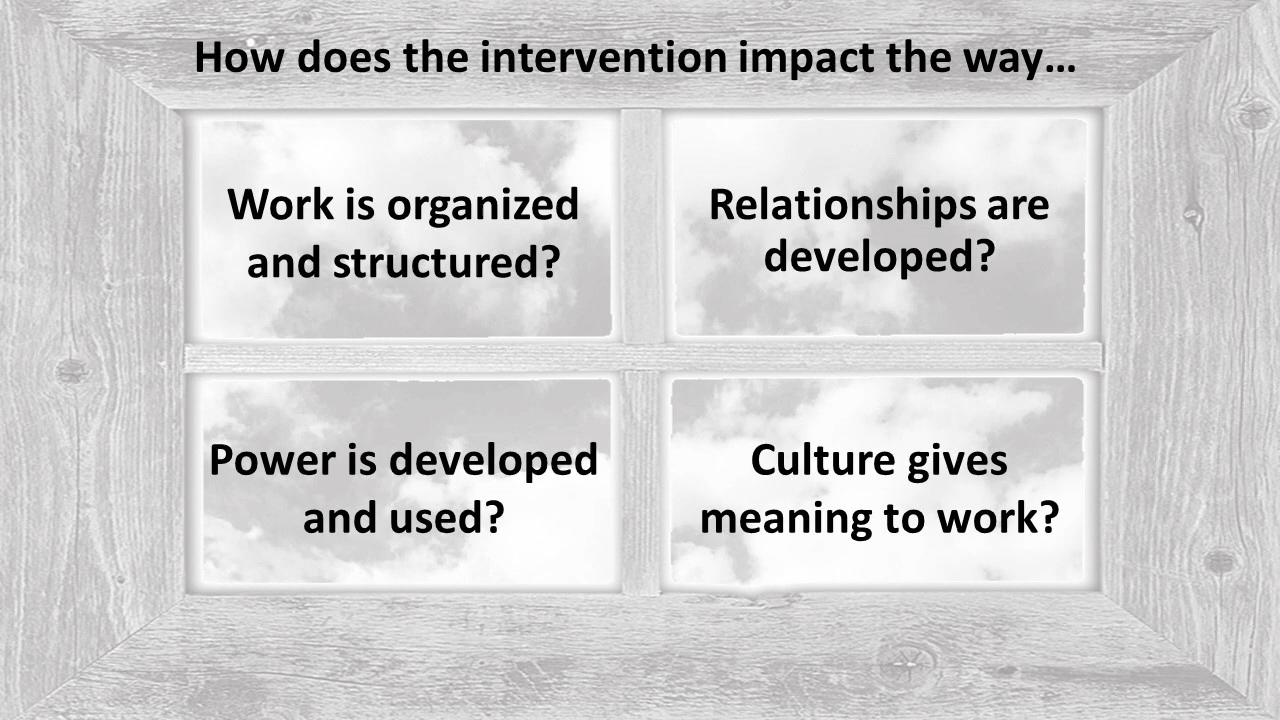 How does the intervention impact the way…
Work is organized
and structured?
Relationships are
developed?
Power is developed
and used?
Culture gives
meaning to work?